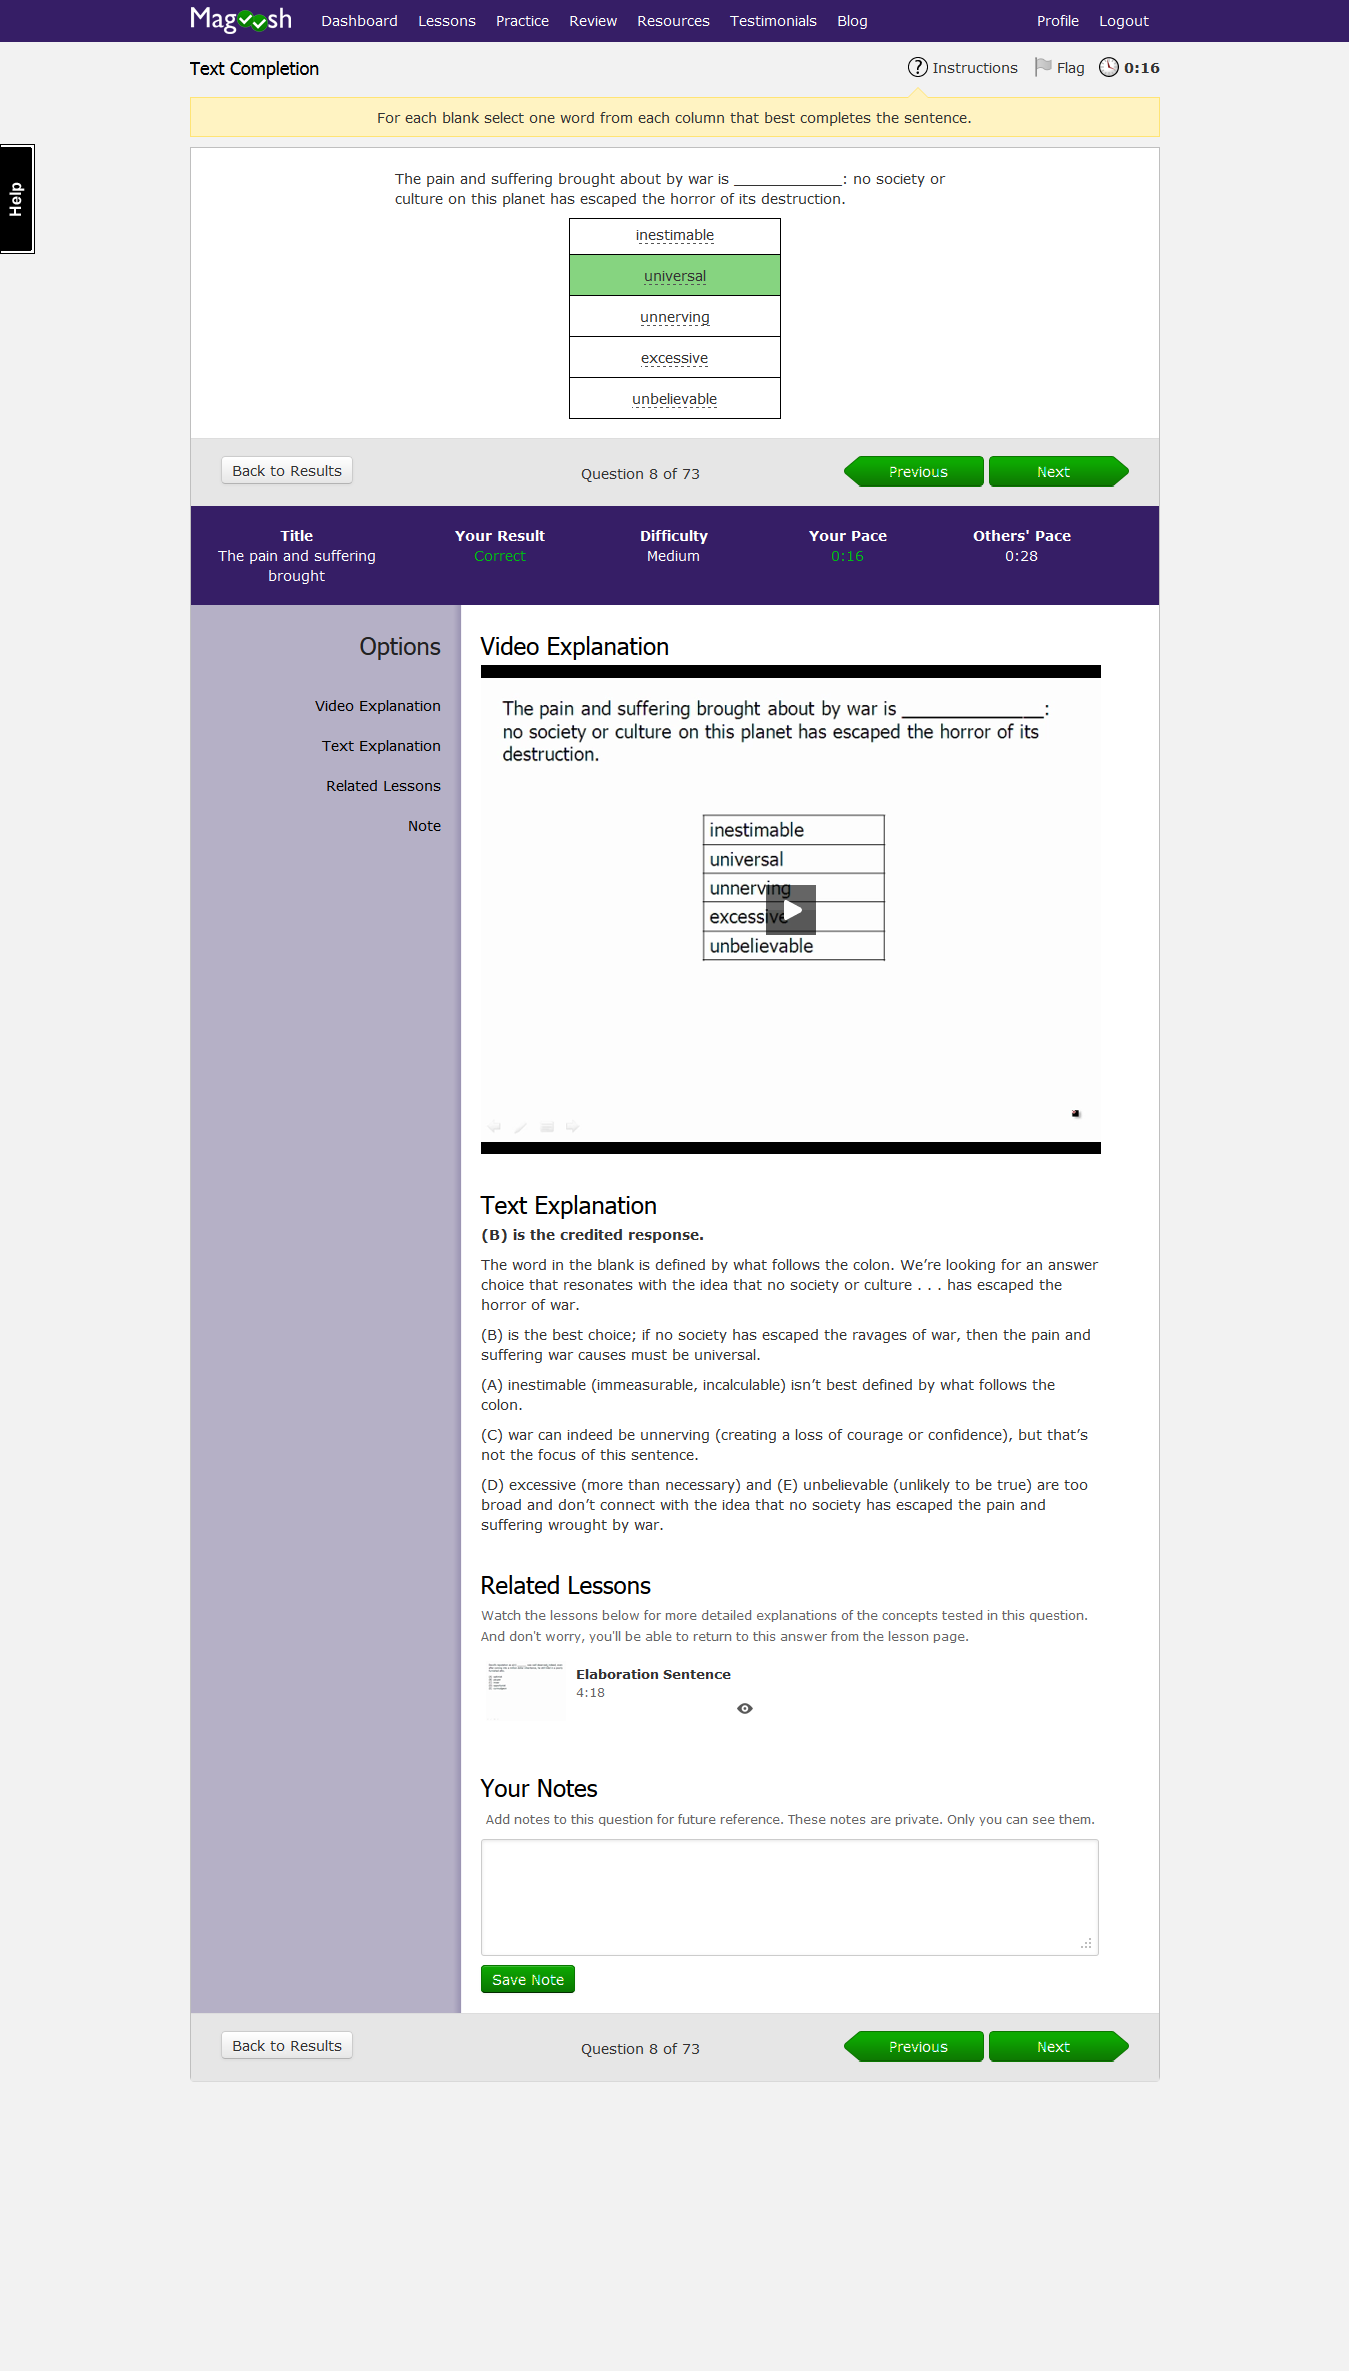 Magoosh Dashboard Lessons Practice Review Resources Testimonials Blog Profile Logout
Text Completion ? Instructions Flag 0:16
For each blank select one word from each column that best completes the sentence.
Help
The pain and suffering brought about by war is _____________: no society or
culture on this planet has escaped the horror of its destruction.
inestimable
universal
unnerving
excessive
unbelievable
Back to Results Question 8 of 73 Previous Next
Title Your Result Difficulty Your Pace Others' Pace
The pain and suffering Correct Medium 0:16 0:28
brought
Options
Video Explanation
Text Explanation
Related Lessons
Note
Video Explanation
The pain and suffering brought about by war is ______________:
no society or culture on this planet has escaped the horror of its
destruction.
inestimable
universal
unnerving
excessive
unbelievable
Text Explanation
(B) is the credited response.
The word in the blank is defined by what follows the colon. We’re looking for an answer
choice that resonates with the idea that no society or culture . . . has escaped the
horror of war.
(B) is the best choice; if no society has escaped the ravages of war, then the pain and
suffering war causes must be universal.
(A) inestimable (immeasurable, incalculable) isn’t best defined by what follows the
colon.
(C) war can indeed be unnerving (creating a loss of courage or confidence), but that’s
not the focus of this sentence.
(D) excessive (more than necessary) and (E) unbelievable (unlikely to be true) are too
broad and don’t connect with the idea that no society has escaped the pain and
suffering wrought by war.
Related Lessons
Watch the lessons below for more detailed explanations of the concepts tested in this question.
And don't worry, you'll be able to return to this answer from the lesson page.
Elaboration Sentence
4:18
Your Notes
Add notes to this question for future reference. These notes are private. Only you can see them.
Save Note
Back to Results Question 8 of 73 Previous Next